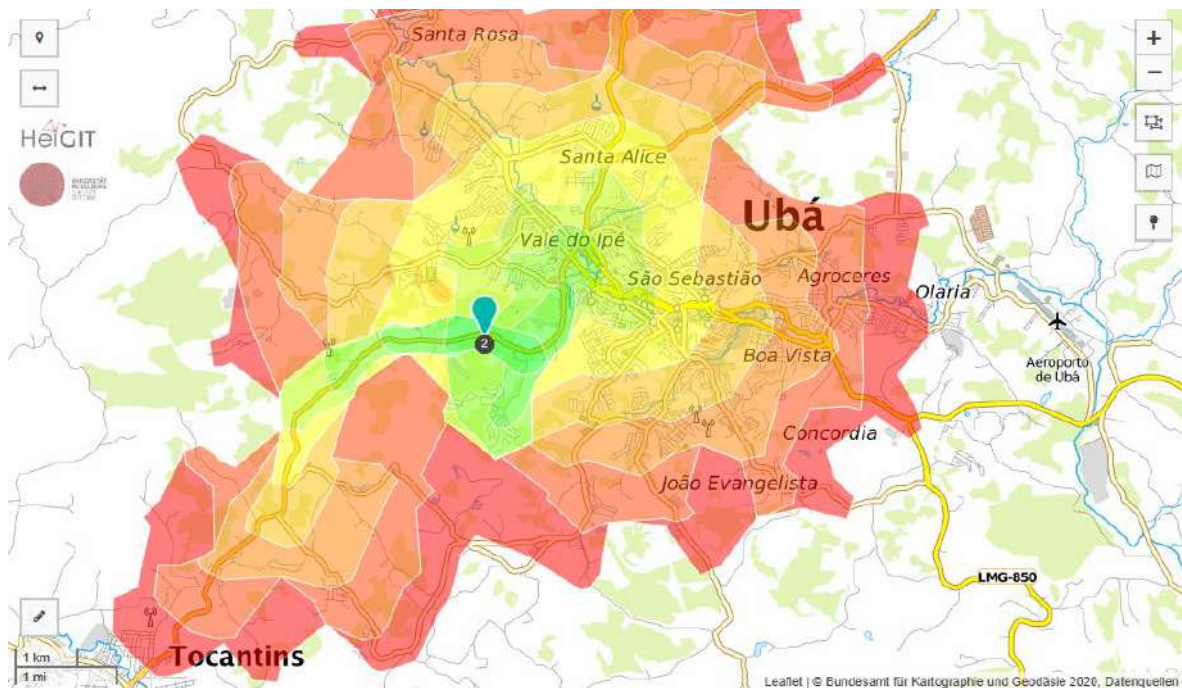 Santa Rosa
+
−
HeiGIT
Santa Alice
Ubá
Vale do Ipê
São Sebastião
Agroceres
Olaria
2
Boa Vista
Aeroporto
de Ubá
Concordia
João Evangelista
LMG-850
1 km
1 mi
Tocantins
Leaflet | © Bundesamt für Kartographie und Geodäsie 2020, Datenquellen